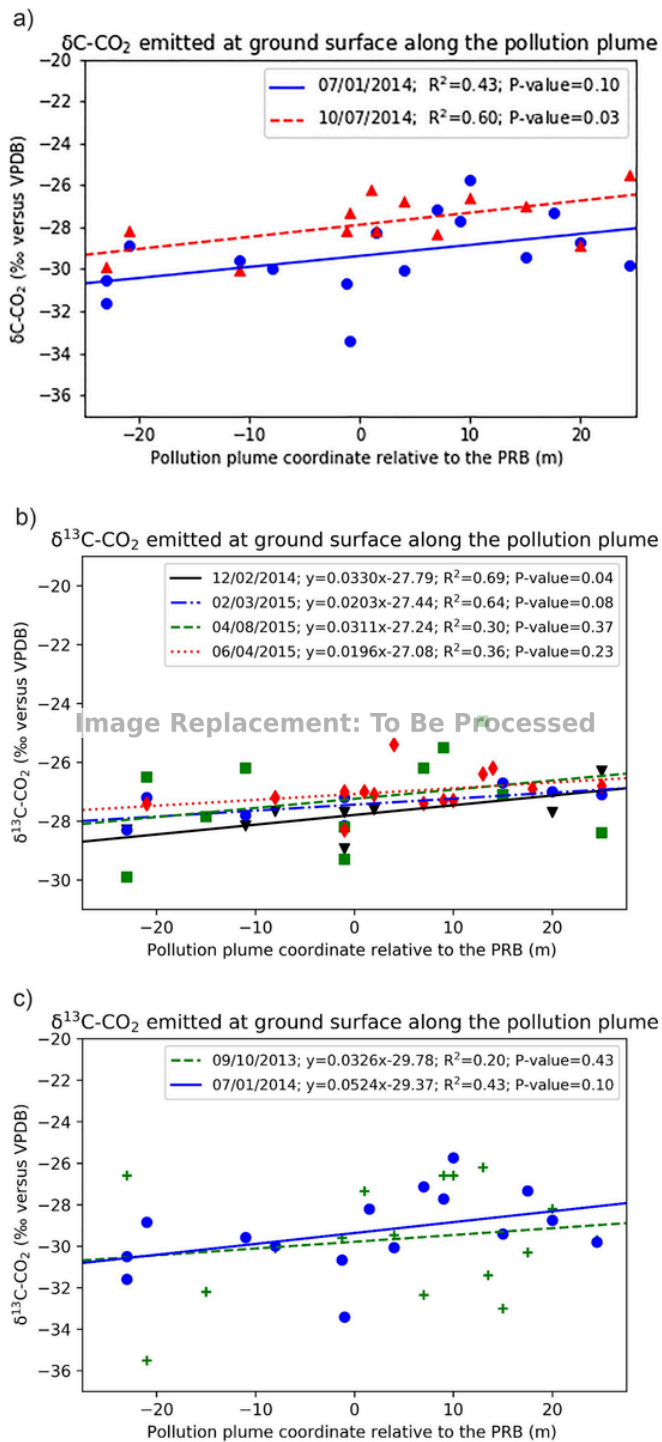 a)
δC-CO₂ emitted at ground surface along the pollution plume
07/01/2014; R²=0.43; P-value=0.10
10/07/2014; R²=0.60; P-value=0.03
δC-CO₂ (‰ versus VPDB)
−20
−22
−24
−26
−28
−30
−32
−34
−36
−20 −10 0 10 20
Pollution plume coordinate relative to the PRB (m)
b)
δ¹³C-CO₂ emitted at ground surface along the pollution plume
12/02/2014; y=0.0330x-27.79; R²=0.69; P-value=0.04
02/03/2015; y=0.0203x-27.44; R²=0.64; P-value=0.08
04/08/2015; y=0.0311x-27.24; R²=0.30; P-value=0.37
06/04/2015; y=0.0196x-27.08; R²=0.36; P-value=0.23
Image Replacement: To Be Processed
δ¹³C-CO₂ (‰ versus VPDB)
−20
−22
−24
−26
−28
−30
−20 −10 0 10 20
Pollution plume coordinate relative to the PRB (m)
c)
δ¹³C-CO₂ emitted at ground surface along the pollution plume
09/10/2013; y=0.0326x-29.78; R²=0.20; P-value=0.43
07/01/2014; y=0.0524x-29.37; R²=0.43; P-value=0.10
δ¹³C-CO₂ (‰ versus VPDB)
−20
−22
−24
−26
−28
−30
−32
−34
−36
−20 −10 0 10 20
Pollution plume coordinate relative to the PRB (m)